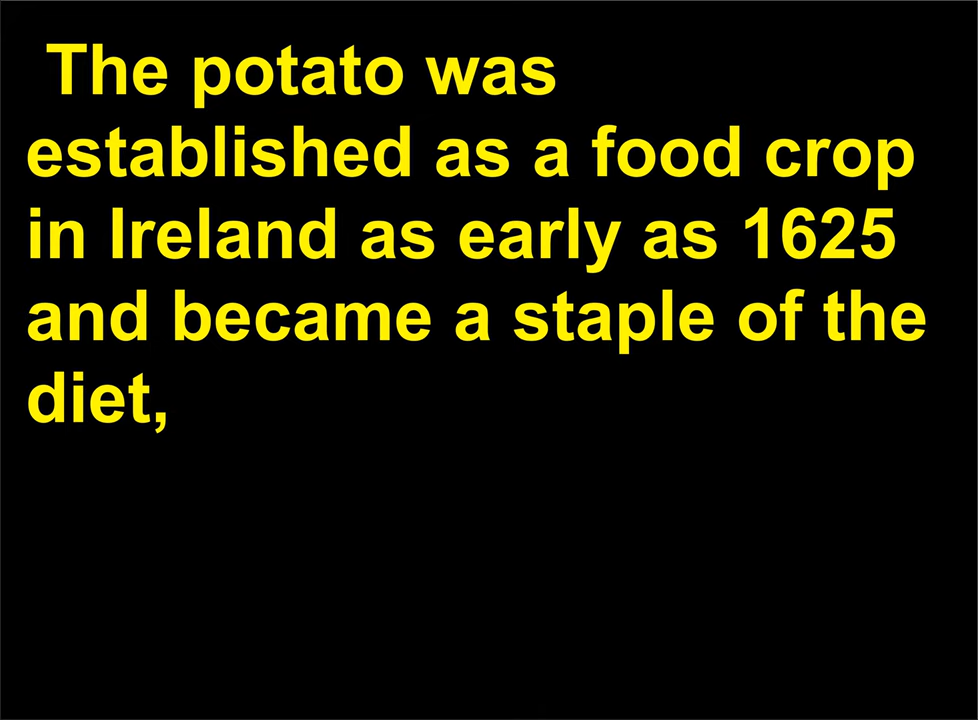 The potato was
established as a food crop
in Ireland as early as 1625
and became a staple of the
diet,